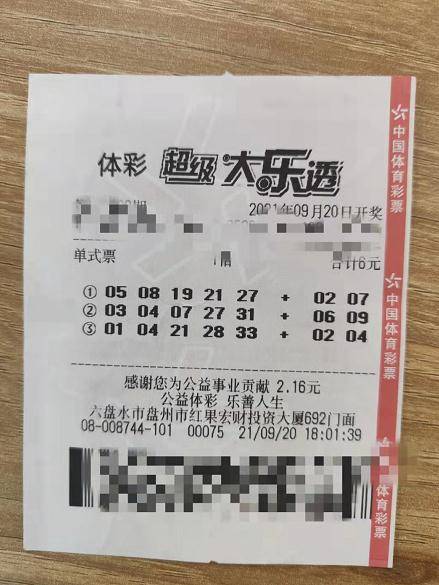 体彩 超级大乐透
2021年09月20日开奖
单式票 合计6元
① 05 08 19 21 27 + 02 07
② 03 04 07 27 31 + 06 09
③ 01 04 21 28 33 + 02 04
感谢您为公益事业贡献 2.16元
公益体彩 乐善人生
六盘水市盘州市红果宏财投资大厦692门面
08-008744-101 00075 21/09/20 18:01:39
中国体育彩票
中国体育彩票
体育彩票